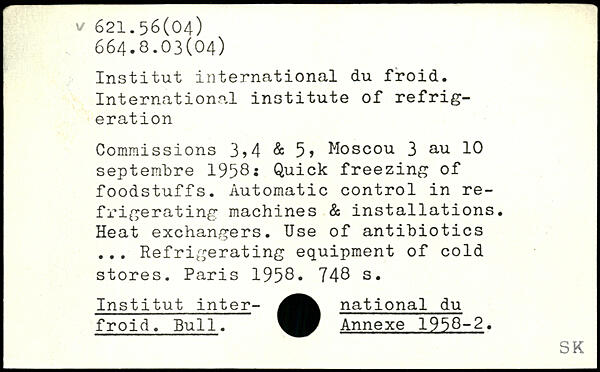 v 621.56(04)
664.8.03(04)
Institut international du froid.
International institute of refrig-
eration
Commissions 3,4 & 5, Moscou 3 au 10
septembre 1958: Quick freezing of
foodstuffs. Automatic control in re-
frigerating machines & installations.
Heat exchangers. Use of antibiotics
... Refrigerating equipment of cold
stores. Paris 1958. 748 s.
Institut inter- national du
froid. Bull. Annexe 1958-2.
SK